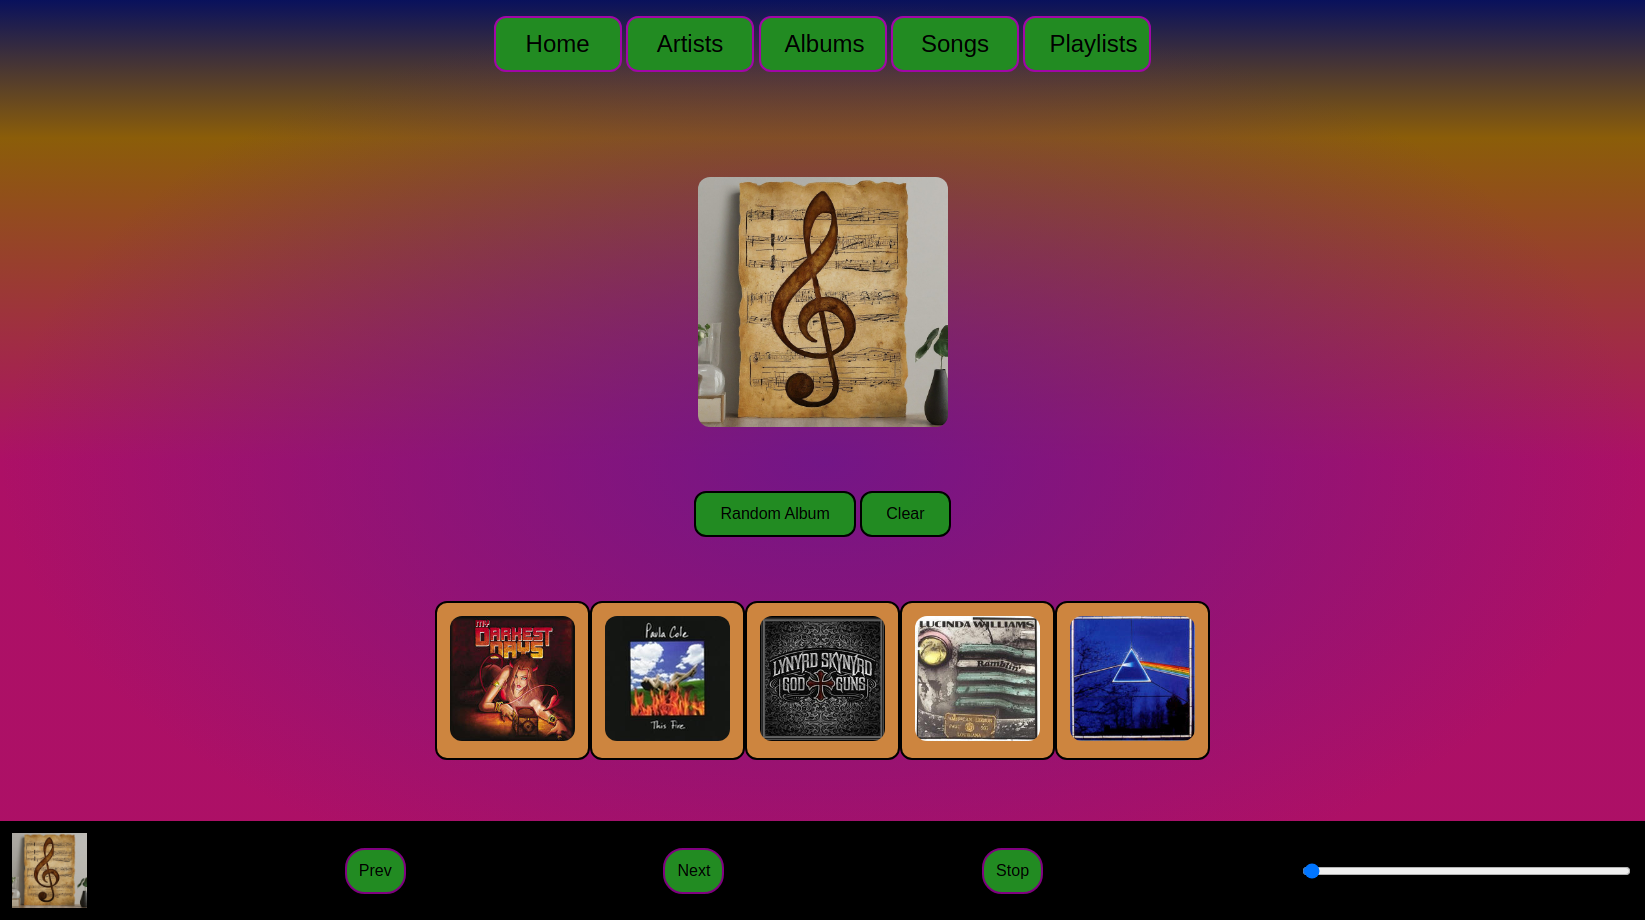 Home Artists Albums Songs Playlists
Random Album Clear
MY
DARKEST
DAYS
Paula Cole
This Fire
LYNYRD SKYNYRD
GOD GUNS
LUCINDA WILLIAMS
Ramblin'
Prev Next Stop